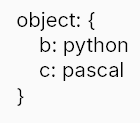 object: {
    b: python
    c: pascal
}